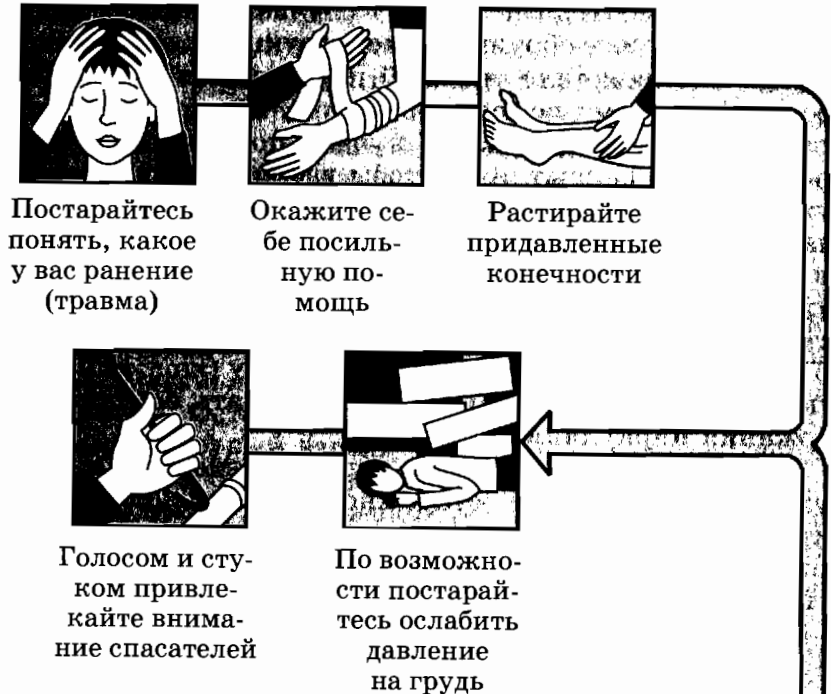 Постарайтесь
понять, какое
у вас ранение
(травма)
Окажите се-
бе посиль-
ную по-
мощь
Растирайте
придавленные
конечности
Голосом и сту-
ком привле-
кайте внима-
ние спасателей
По возможно-
сти постарай-
тесь ослабить
давление
на грудь